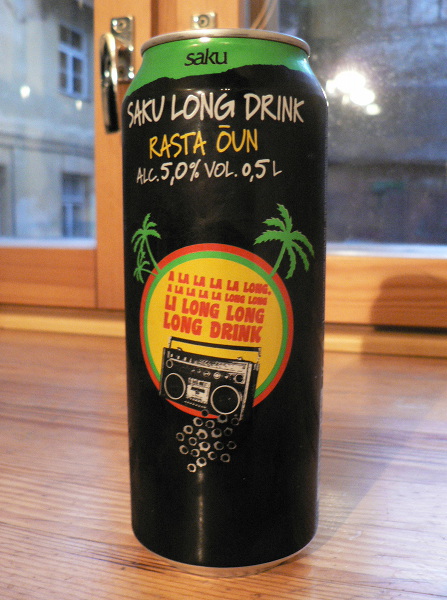 saku
SAKU LONG DRINK
RASTA ŌUN
ALC. 5,0% VOL. 0,5 L
A LA LA LA LA LONG,
A LA LA LA LA LONG LONG
LI LONG LONG
LONG DRINK